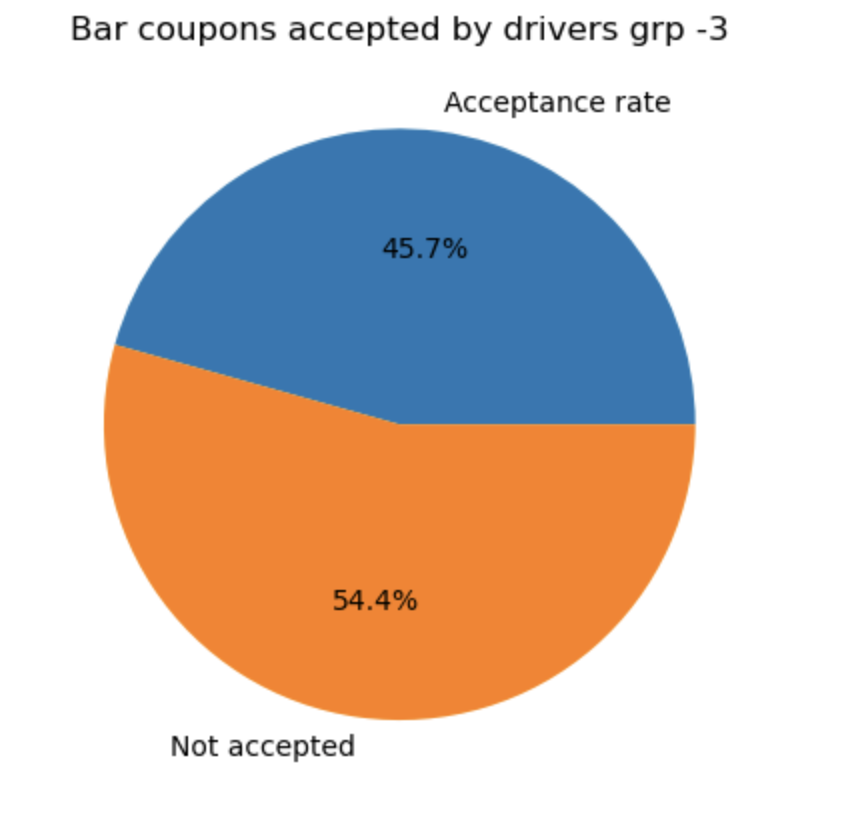 Bar coupons accepted by drivers grp -3
Acceptance rate
45.7%
54.4%
Not accepted